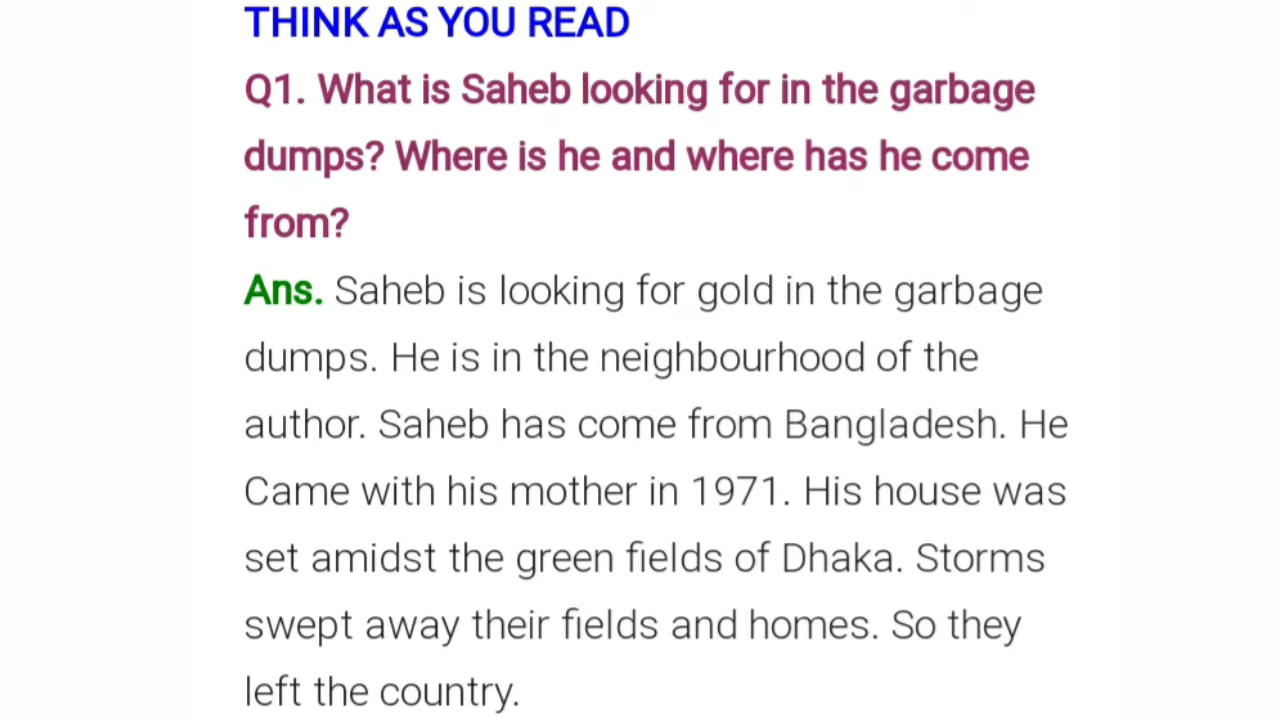 THINK AS YOU READ
Q1. What is Saheb looking for in the garbage
dumps? Where is he and where has he come
from?
Ans. Saheb is looking for gold in the garbage
dumps. He is in the neighbourhood of the
author. Saheb has come from Bangladesh. He
Came with his mother in 1971. His house was
set amidst the green fields of Dhaka. Storms
swept away their fields and homes. So they
left the country.